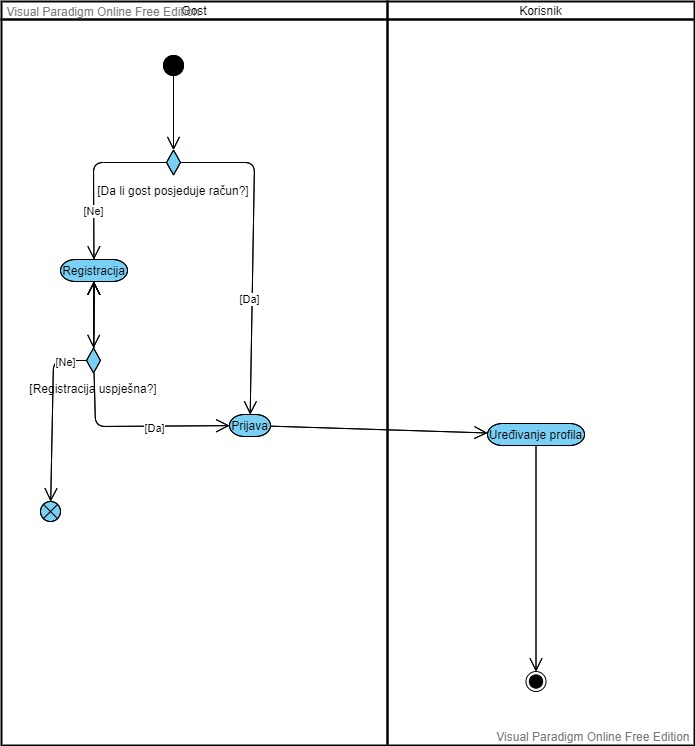 Visual Paradigm Online Free Edition
Gost
Korisnik
[Da li gost posjeduje račun?]
[Ne]
Registracija
[Da]
[Ne]
[Registracija uspješna?]
[Da]
Prijava
Uređivanje profila
Visual Paradigm Online Free Edition